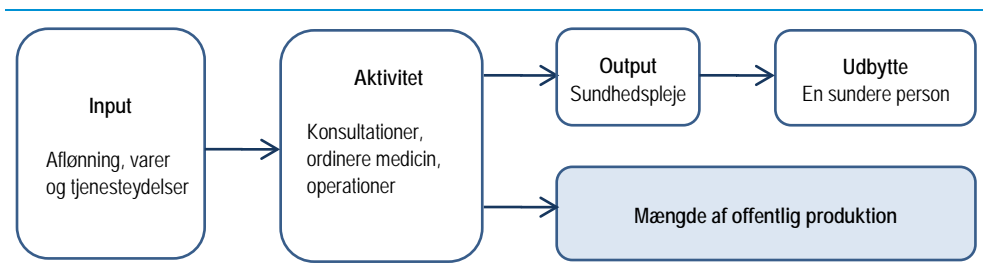 Input
Aflønning, varer
og tjenesteydelser
Aktivitet
Konsultationer,
ordinere medicin,
operationer
Output
Sundhedspleje
Udbytte
En sundere person
Mængde af offentlig produktion